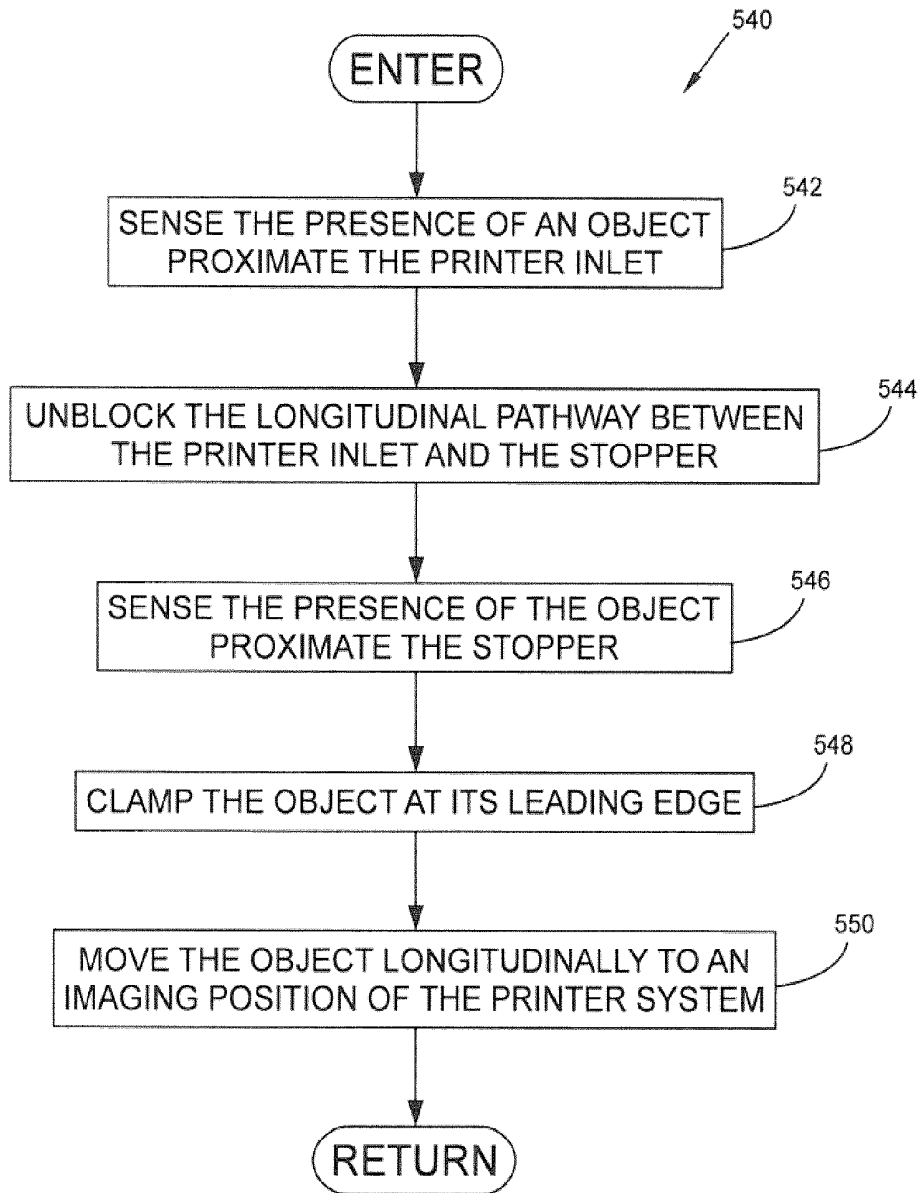 540
ENTER
542
SENSE THE PRESENCE OF AN OBJECT
PROXIMATE THE PRINTER INLET
544
UNBLOCK THE LONGITUDINAL PATHWAY BETWEEN
THE PRINTER INLET AND THE STOPPER
546
SENSE THE PRESENCE OF THE OBJECT
PROXIMATE THE STOPPER
548
CLAMP THE OBJECT AT ITS LEADING EDGE
550
MOVE THE OBJECT LONGITUDINALLY TO AN
IMAGING POSITION OF THE PRINTER SYSTEM
RETURN